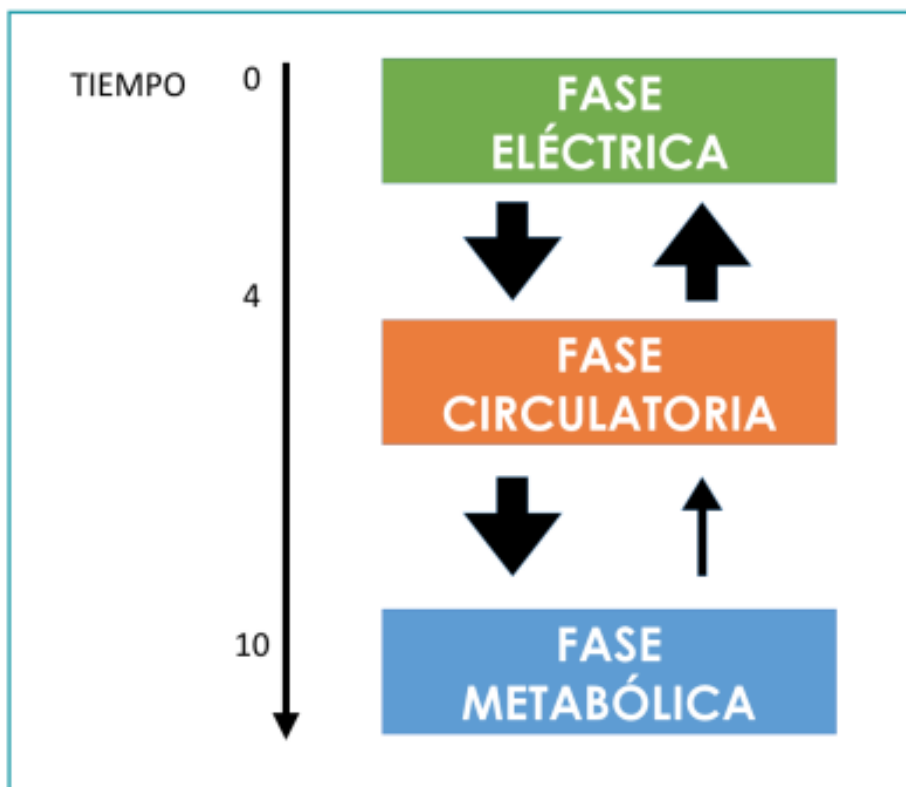 TIEMPO
0
FASE
ELÉCTRICA
4
FASE
CIRCULATORIA
10
FASE
METABÓLICA